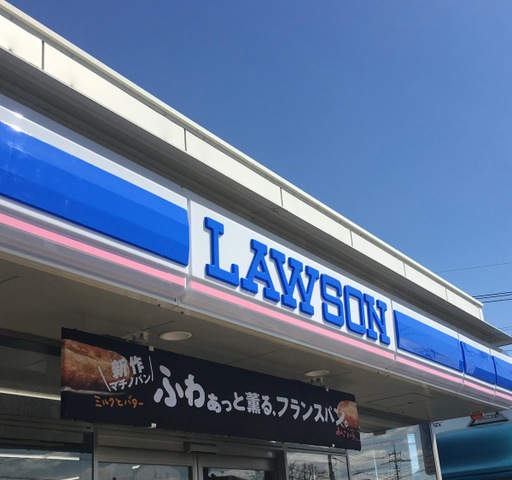 LAWSON
新作
マチノパン
ミルクとバター
ふわぁっと薫る、フランスパン。